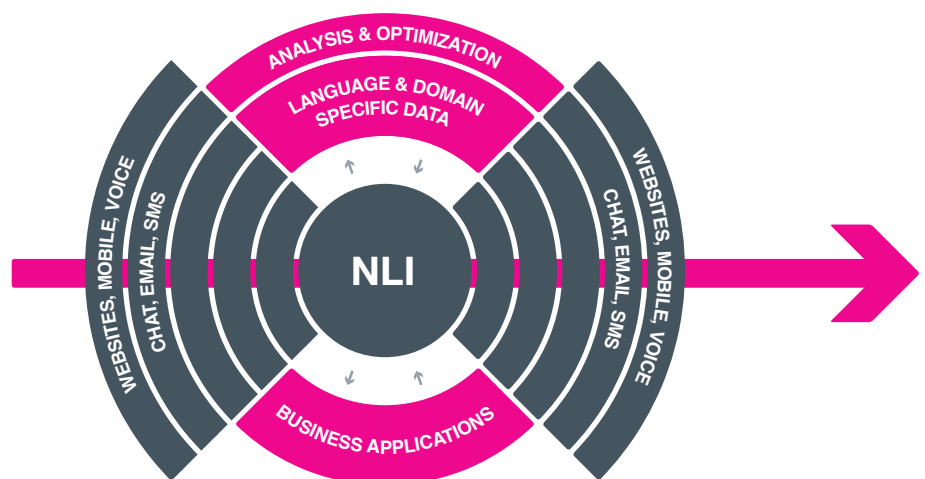 ANALYSIS & OPTIMIZATION
LANGUAGE & DOMAIN
SPECIFIC DATA
WEBSITES, MOBILE, VOICE
CHAT, EMAIL, SMS
NLI
CHAT, EMAIL, SMS
WEBSITES, MOBILE, VOICE
BUSINESS APPLICATIONS